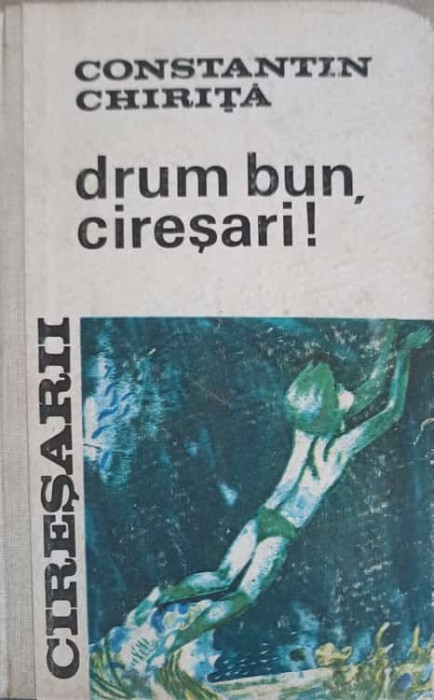 CONSTANTIN
CHIRIȚĂ
drum bun,
cireșari!
CIREȘARII